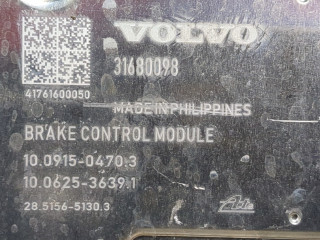 VOLVO
31680098
41761600050
MADE IN PHILIPPINES
BRAKE CONTROL MODULE
10.0915-0470.3
10.0625-3639.1
28.5156-5130.3
Ate